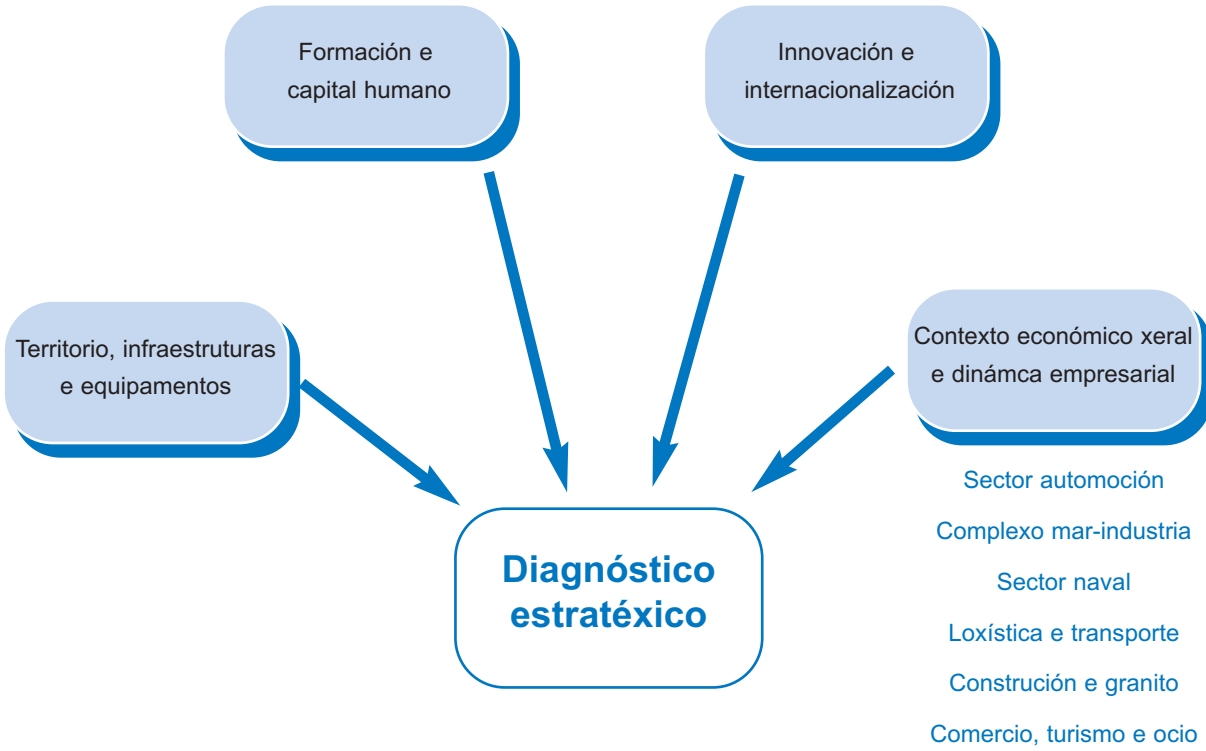 Formación e
capital humano
Innovación e
internacionalización
Territorio, infraestruturas
e equipamentos
Contexto económico xeral
e dinámca empresarial
Diagnóstico
estratéxico
Sector automoción
Complexo mar-industria
Sector naval
Loxística e transporte
Construción e granito
Comercio, turismo e ocio